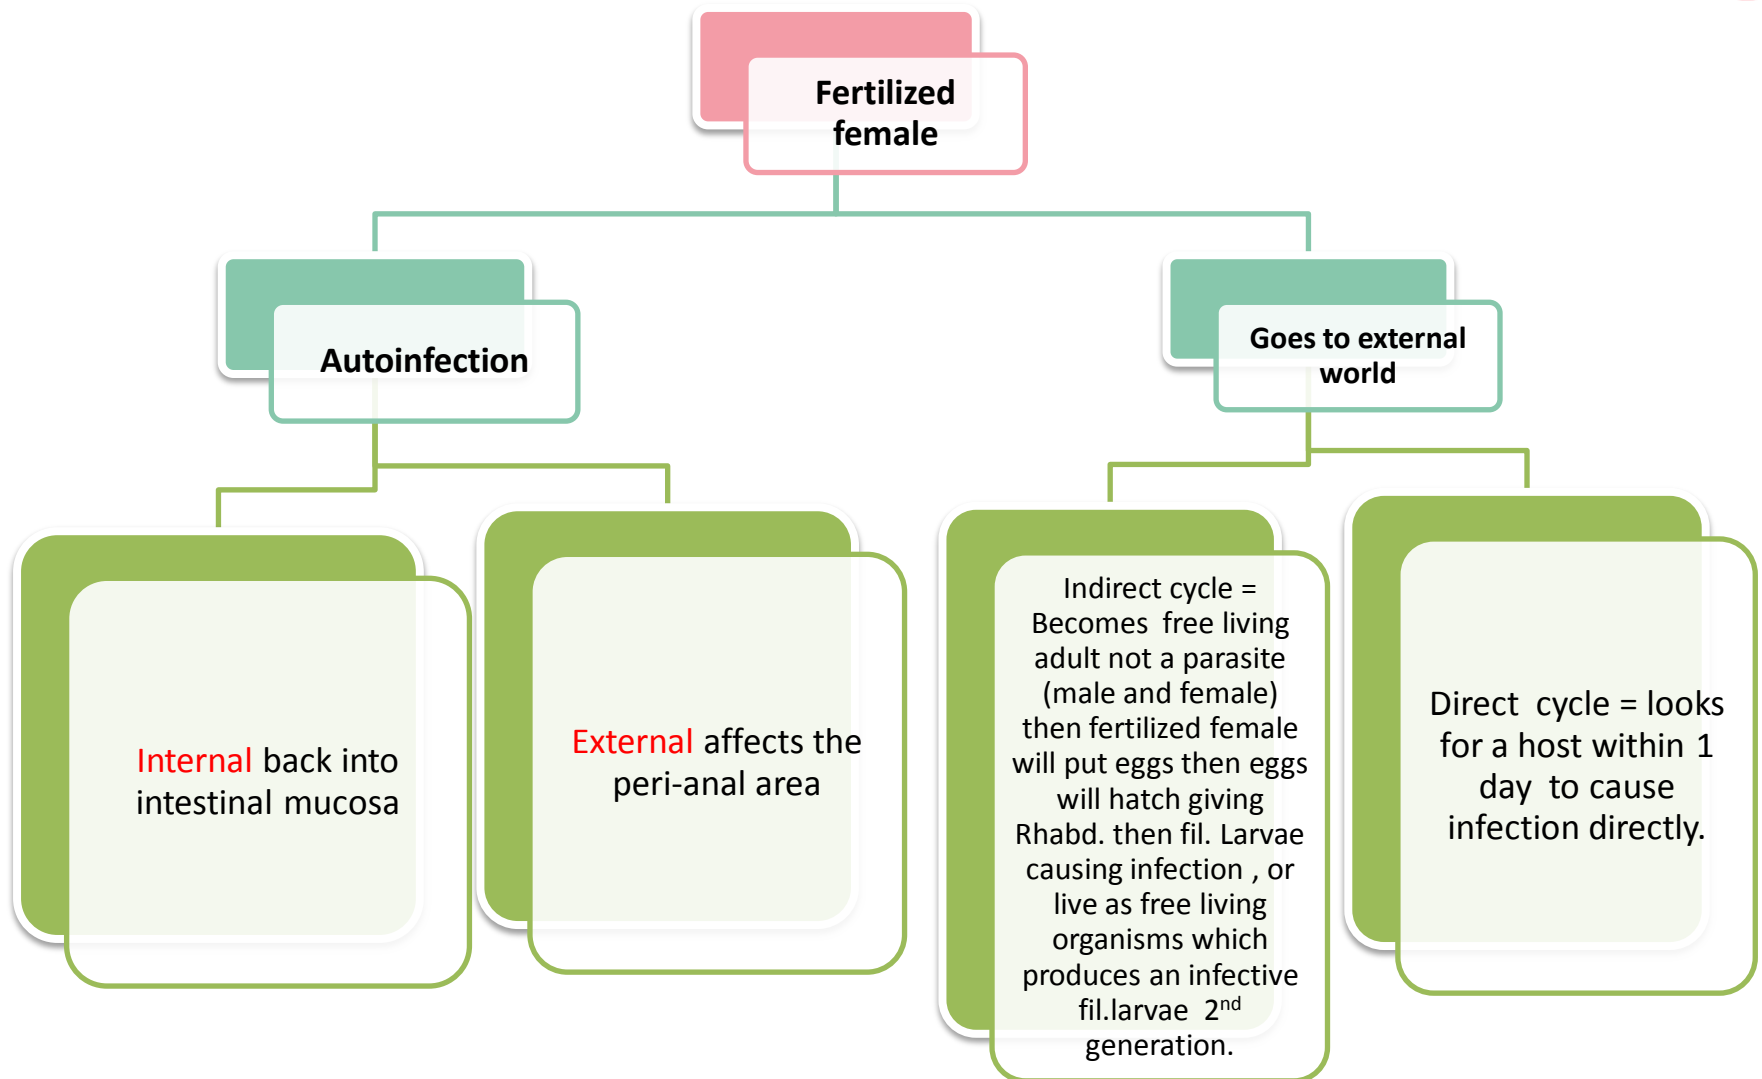 Fertilized
female
Autoinfection
Goes to external
world
Internal back into
intestinal mucosa
External affects the
peri-anal area
Indirect cycle =
Becomes free living
adult not a parasite
(male and female)
then fertilized female
will put eggs then eggs
will hatch giving
Rhabd. then fil. Larvae
causing infection , or
live as free living
organisms which
produces an infective
fil.larvae 2nd
generation.
Direct cycle = looks
for a host within 1
day to cause
infection directly.